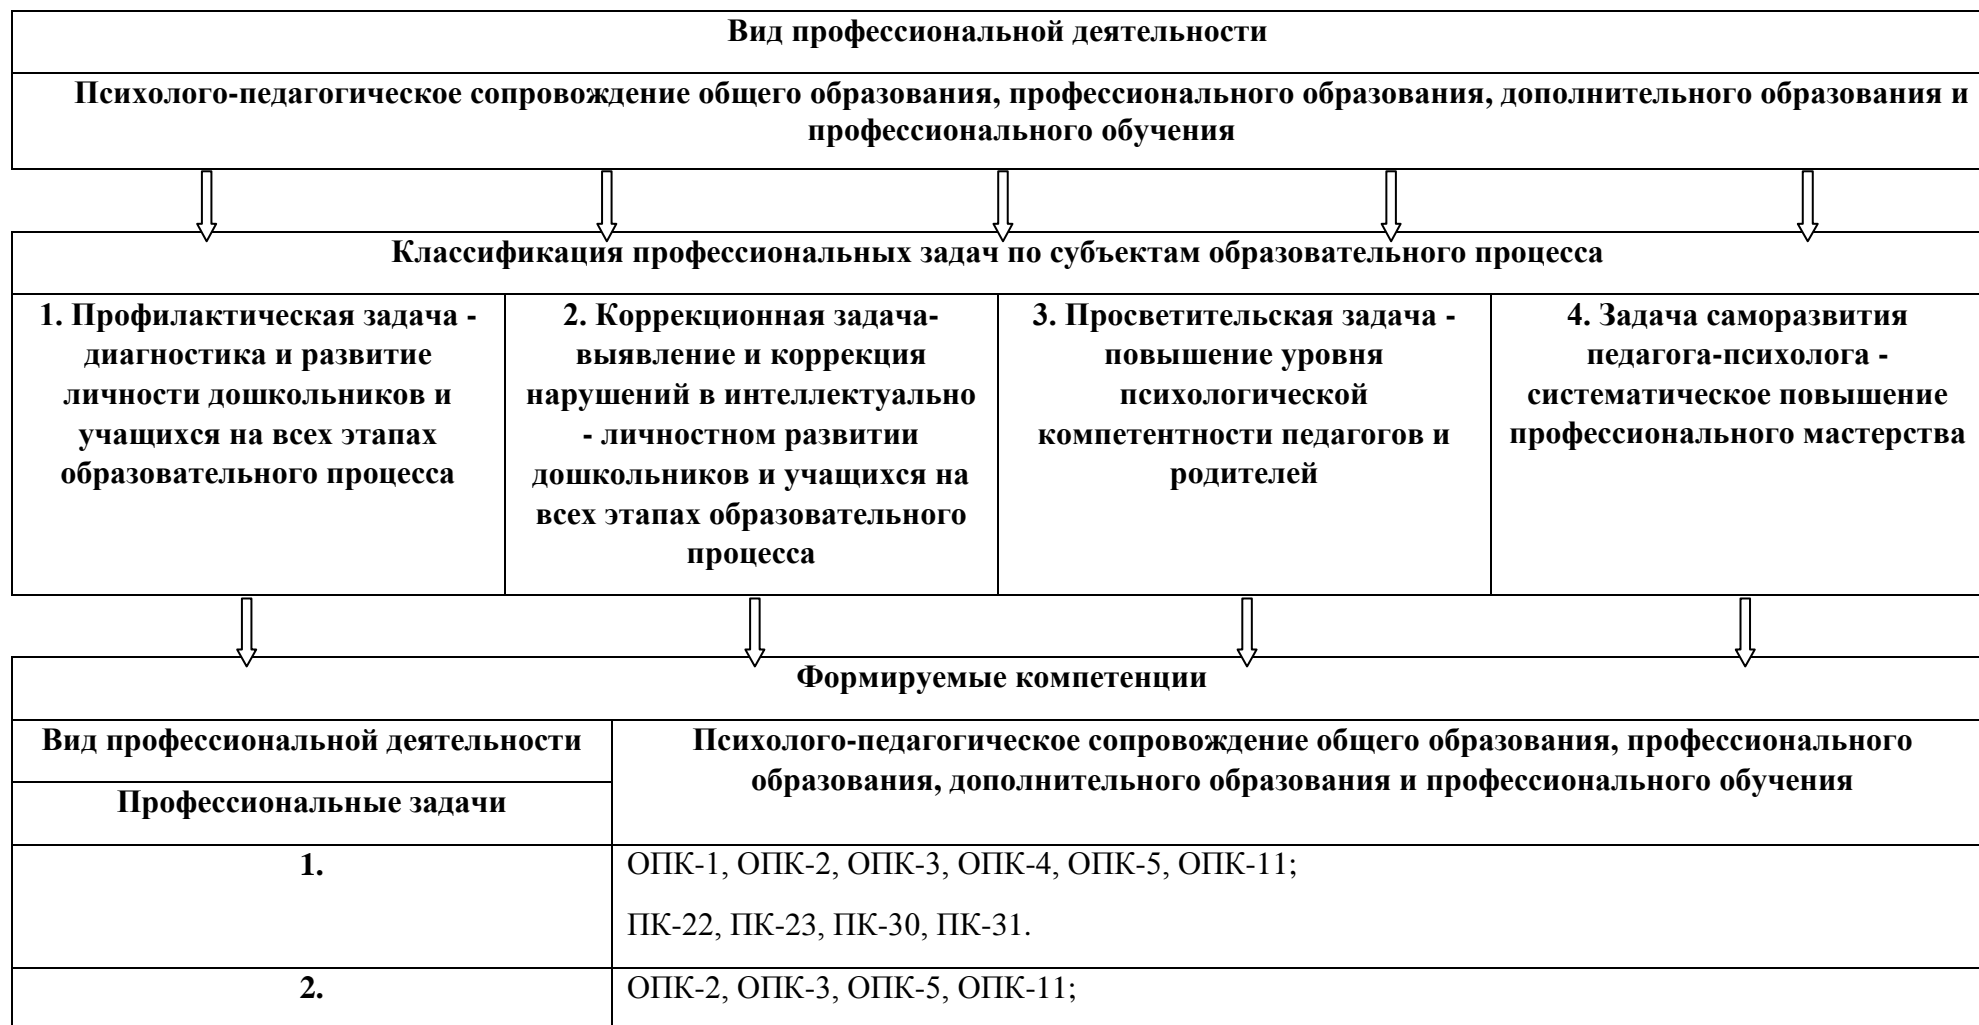 Вид профессиональной деятельности
Психолого-педагогическое сопровождение общего образования, профессионального образования, дополнительного образования и
профессионального обучения
Классификация профессиональных задач по субъектам образовательного процесса
1. Профилактическая задача -
диагностика и развитие
личности дошкольников и
учащихся на всех этапах
образовательного процесса
2. Коррекционная задача-
выявление и коррекция
нарушений в интеллектуально
- личностном развитии
дошкольников и учащихся на
всех этапах образовательного
процесса
3. Просветительская задача -
повышение уровня
психологической
компетентности педагогов и
родителей
4. Задача саморазвития
педагога-психолога -
систематическое повышение
профессионального мастерства
Формируемые компетенции
Вид профессиональной деятельности
Психолого-педагогическое сопровождение общего образования, профессионального
образования, дополнительного образования и профессионального обучения
Профессиональные задачи
1.
ОПК-1, ОПК-2, ОПК-3, ОПК-4, ОПК-5, ОПК-11;
ПК-22, ПК-23, ПК-30, ПК-31.
2.
ОПК-2, ОПК-3, ОПК-5, ОПК-11;